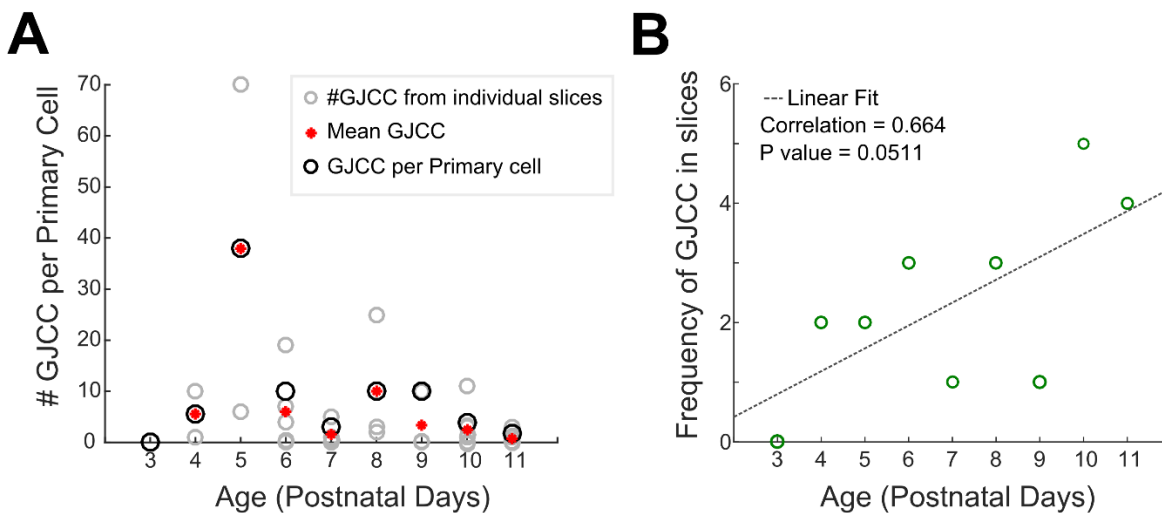 A
# GJCC per Primary Cell
70
60
50
40
30
20
10
0
#GJCC from individual slices
Mean GJCC
GJCC per Primary cell
3 4 5 6 7 8 9 10 11
Age (Postnatal Days)
B
Frequency of GJCC in slices
6
4
2
0
Linear Fit
Correlation = 0.664
P value = 0.0511
3 4 5 6 7 8 9 10 11
Age (Postnatal Days)